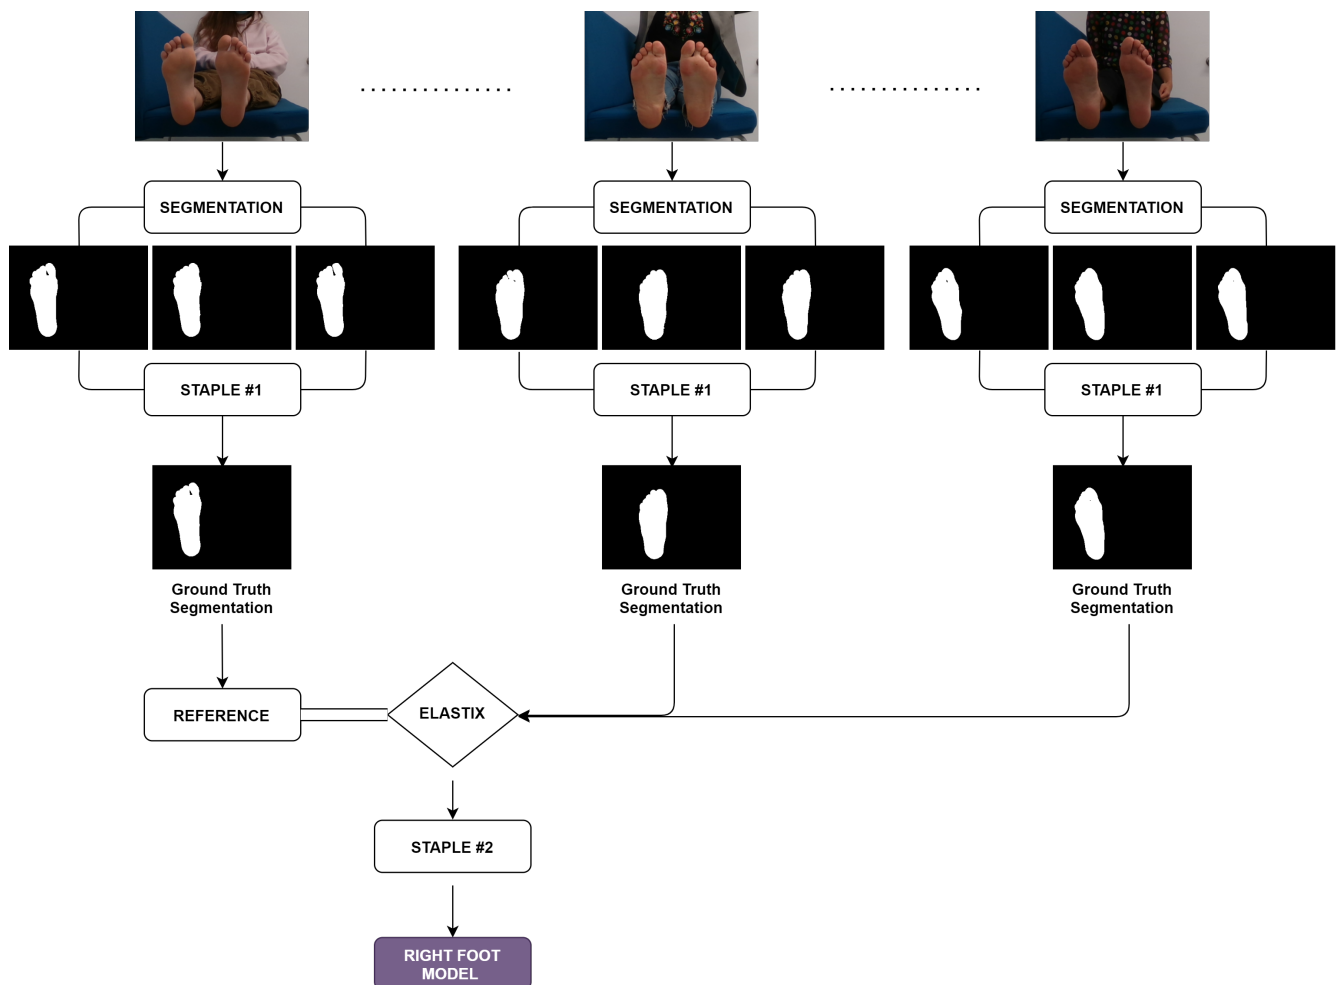 SEGMENTATION
SEGMENTATION
SEGMENTATION
STAPLE #1
STAPLE #1
STAPLE #1
Ground Truth
Segmentation
Ground Truth
Segmentation
Ground Truth
Segmentation
REFERENCE
ELASTIX
STAPLE #2
RIGHT FOOT
MODEL